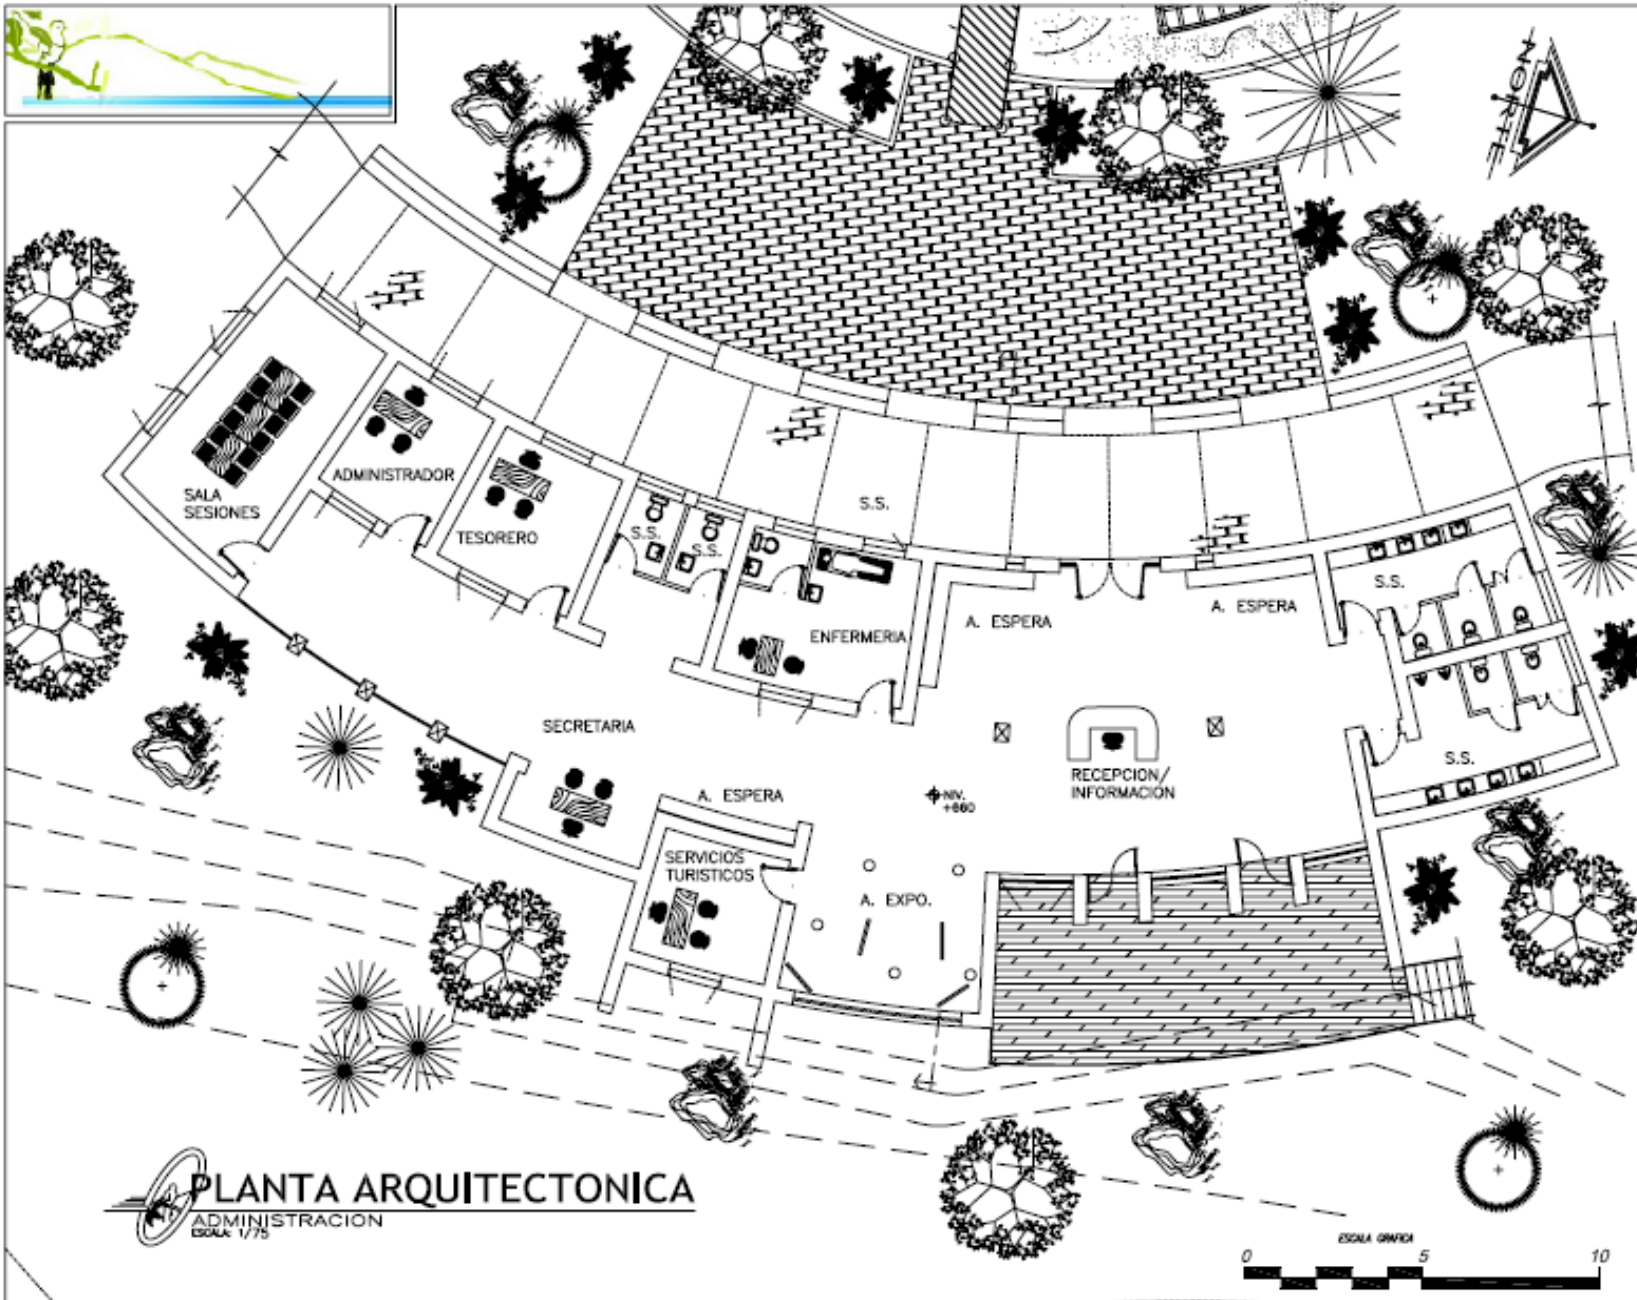 NORTE
SALA
SESIONES
ADMINISTRADOR
TESORERO
S.S.
S.S.
S.S.
ENFERMERIA
A. ESPERA
A. ESPERA
S.S.
S.S.
SECRETARIA
A. ESPERA
RECEPCION/
INFORMACION
NIV.
+660
SERVICIOS
TURISTICOS
A. EXPO.
PLANTA ARQUITECTONICA
ADMINISTRACION
ESCALA: 1/75
ESCALA GRAFICA
0 5 10